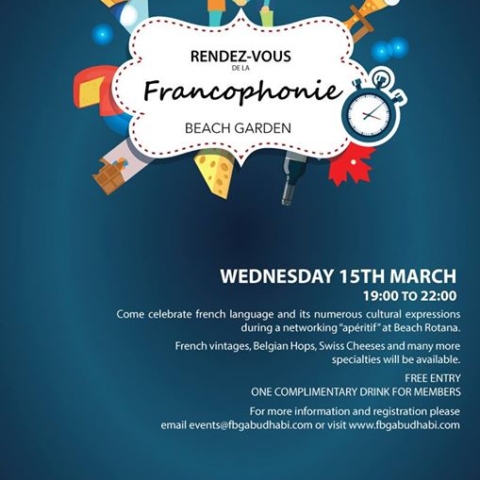 RENDEZ-VOUS
DE LA
Francophonie
BEACH GARDEN
WEDNESDAY 15TH MARCH
19:00 TO 22:00
Come celebrate french language and its numerous cultural expressions
during a networking "apéritif" at Beach Rotana.
French vintages, Belgian Hops, Swiss Cheeses and many more
specialties will be available.
FREE ENTRY
ONE COMPLIMENTARY DRINK FOR MEMBERS
For more information and registration please
email events@fbgabudhabi.com or visit www.fbgabudhabi.com